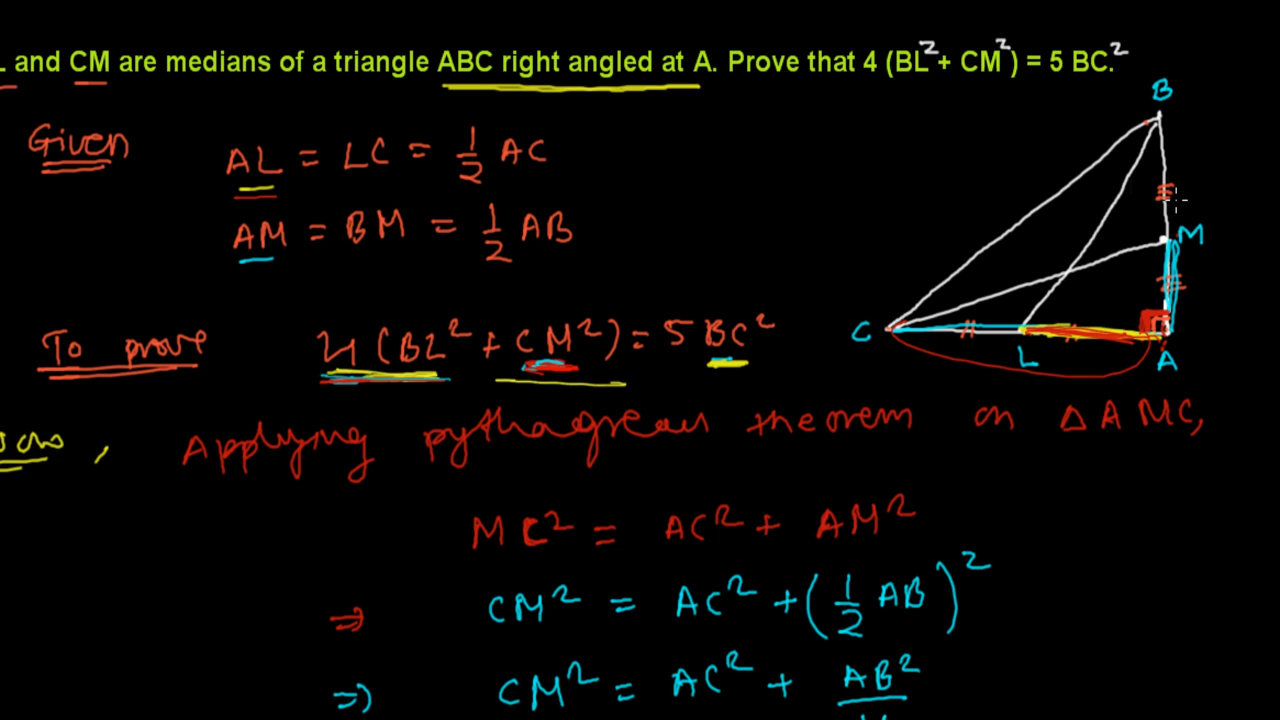 L and CM are medians of a triangle ABC right angled at A. Prove that 4 (BL²+ CM²) = 5 BC.²
Given
AL = LC = 1/2 AC
AM = BM = 1/2 AB
To prove 4 (BL² + CM²) = 5 BC²
B
M
C
L
A
, Applying pythagorean theorem on △AMC,
MC² = AC² + AM²
⇒ CM² = AC² + (1/2 AB)²
⇒ CM² = AC² + AB²